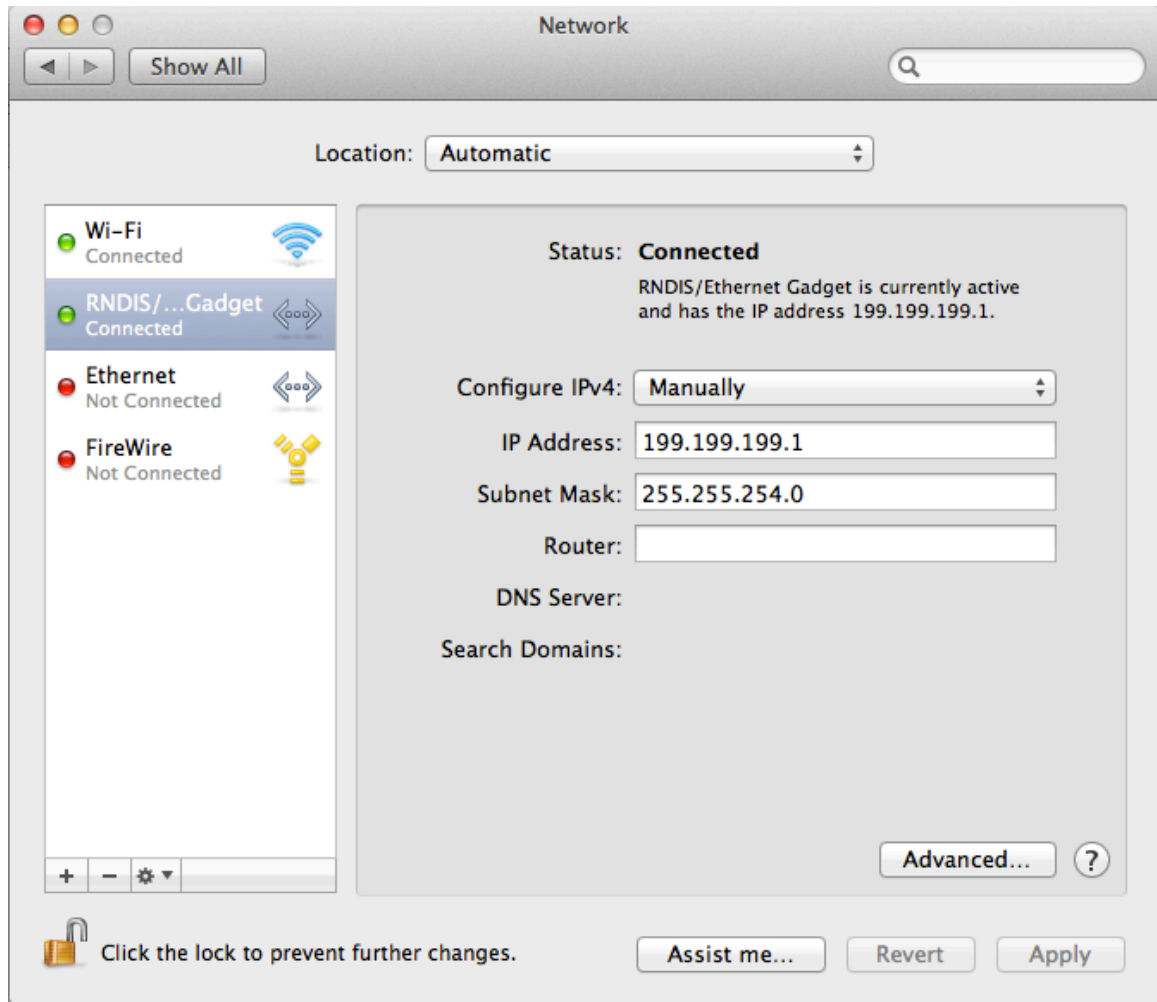 Network
Show All
Location: Automatic
Wi-Fi
Connected
RNDIS/...Gadget
Connected
Ethernet
Not Connected
FireWire
Not Connected
Status: Connected
RNDIS/Ethernet Gadget is currently active
and has the IP address 199.199.199.1.
Configure IPv4: Manually
IP Address: 199.199.199.1
Subnet Mask: 255.255.254.0
Router:
DNS Server:
Search Domains:
Advanced... ?
+ −
Click the lock to prevent further changes.
Assist me... Revert Apply